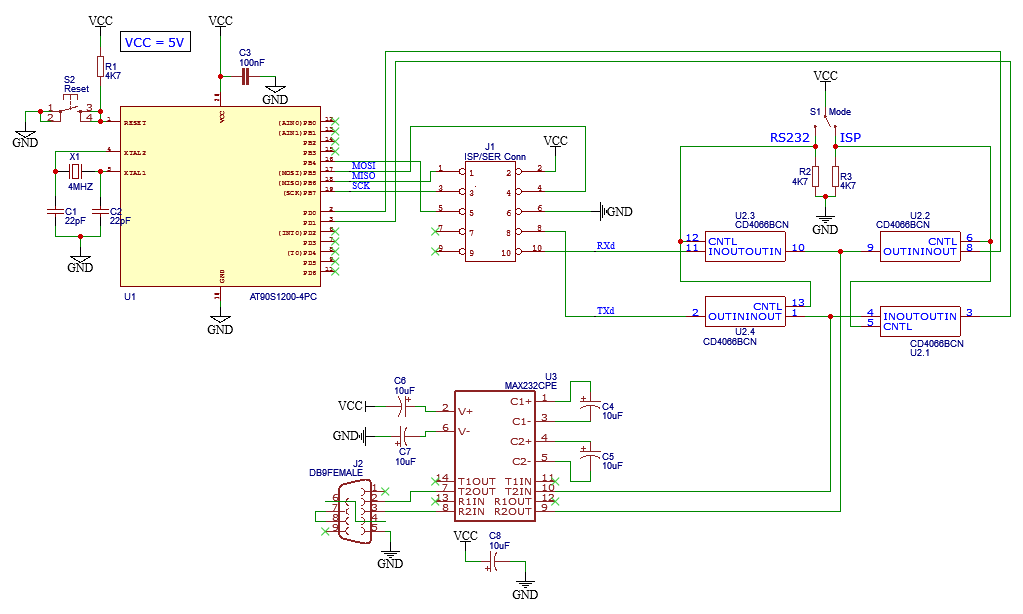 VCC
VCC
VCC = 5V
C3
100nF
GND
R1
4K7
S2
Reset
1
2
3
4
GND
RESET
1
XTAL2
4
XTAL1
5
VCC
20
X1
4MHZ
C1
22pF
C2
22pF
GND
(AIN0)PB0
12
(AIN1)PB1
13
PB2
14
PB3
15
PB4
16
(MOSI)PB5
17
(MISO)PB6
18
(SCK)PB7
19
PD0
2
PD1
3
(INT0)PD2
6
PD3
7
(T0)PD4
8
PD5
9
PD6
11
GND
10
U1
AT90S1200-4PC
GND
MOSI
MISO
SCK
J1
ISP/SER Conn
1
1
2
2
3
3
4
4
5
5
6
6
7
7
8
8
9
9
10
10
VCC
GND
RXd
TXd
VCC
S1
Mode
RS232
ISP
R2
4K7
R3
4K7
GND
U2.3
CD4066BCN
12
CNTL
11
INOUTOUTIN
10
U2.2
CD4066BCN
CNTL
6
9
OUTININOUT
8
CNTL
13
2
OUTININOUT
1
U2.4
CD4066BCN
4
INOUTOUTIN
3
5
CNTL
CD4066BCN
U2.1
U3
MAX232CPE
C6
10uF
VCC
2
V+
GND
6
V-
C7
10uF
C1+
1
C1-
3
C2+
4
C2-
5
C4
10uF
C5
10uF
14
T1OUT
T1IN
11
7
T2OUT
T2IN
10
13
R1IN
R1OUT
12
8
R2IN
R2OUT
9
J2
DB9FEMALE
1
6
2
7
3
8
4
9
5
GND
VCC
C8
10uF
GND